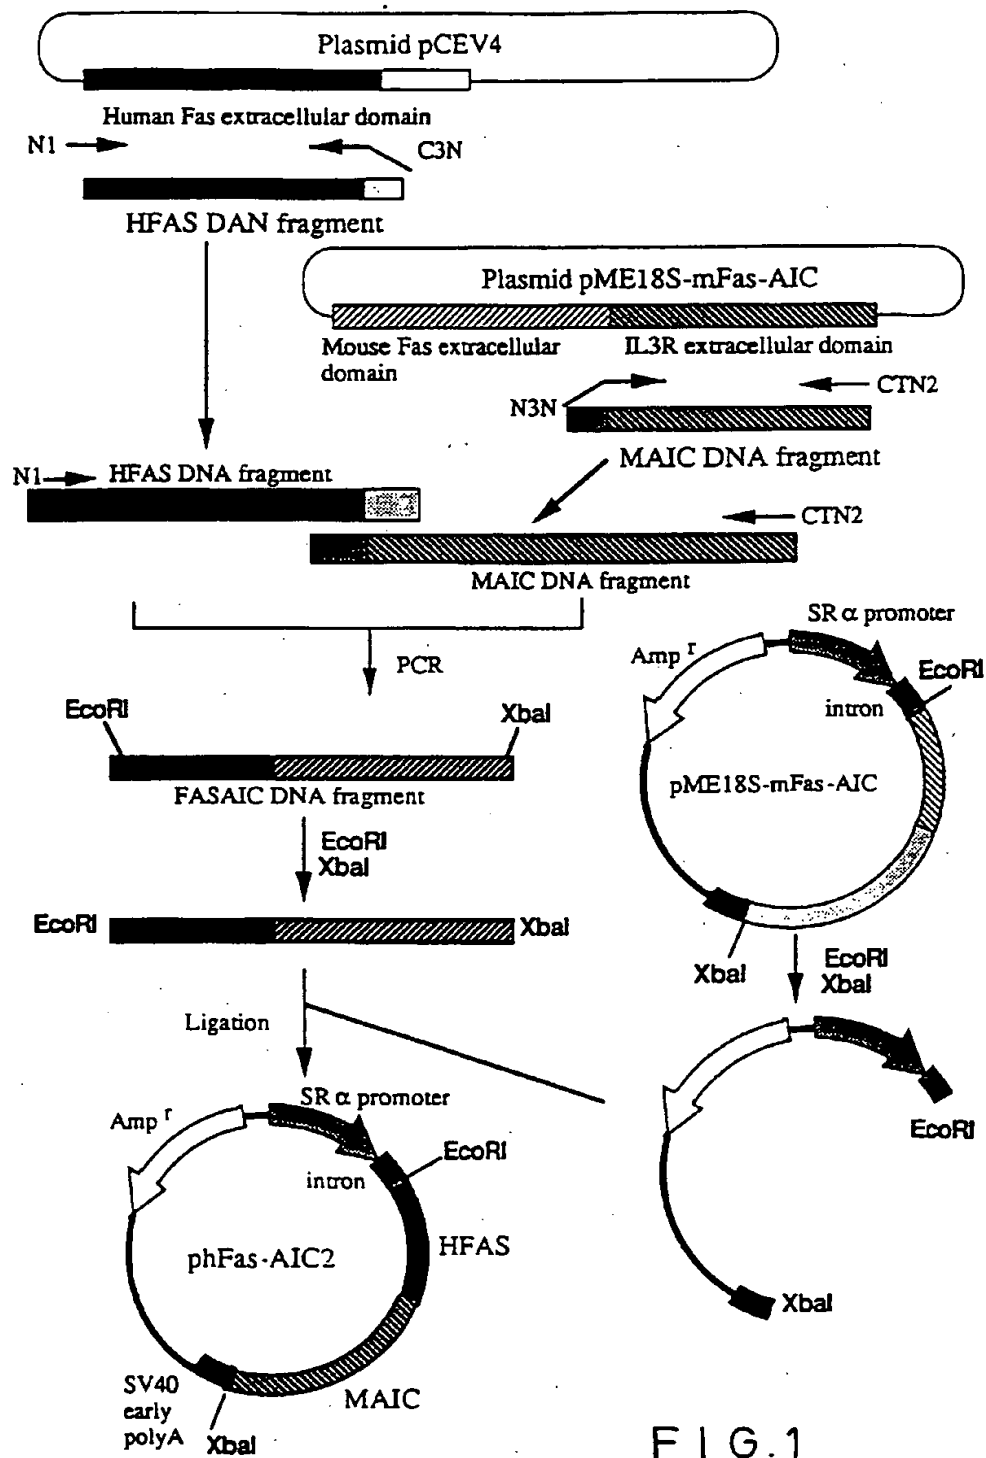 Plasmid pCEV4
Human Fas extracellular domain
N1
C3N
HFAS DAN fragment
Plasmid pME18S-mFas-AIC
Mouse Fas extracellular
domain
IL3R extracellular domain
N3N
CTN2
MAIC DNA fragment
N1
HFAS DNA fragment
CTN2
MAIC DNA fragment
PCR
EcoRI
XbaI
FASAIC DNA fragment
EcoRI
XbaI
EcoRI
XbaI
SR α promoter
Amp r
EcoRI
intron
pME18S-mFas-AIC
XbaI
EcoRI
XbaI
Ligation
EcoRI
XbaI
SR α promoter
Amp r
EcoRI
intron
HFAS
phFas-AIC2
MAIC
SV40
early
polyA
XbaI
FIG.1